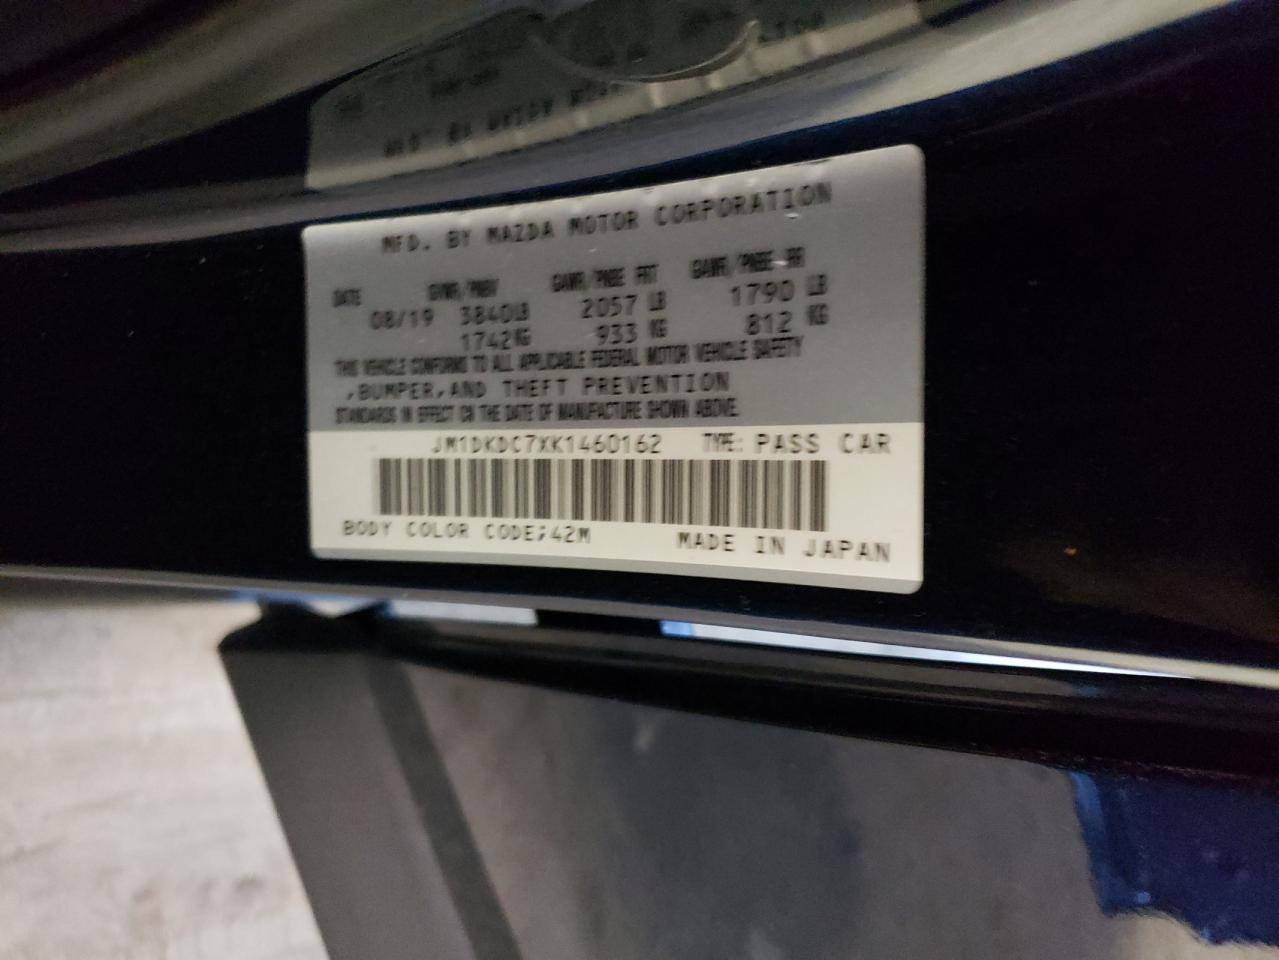 MFD. BY MAZDA MOTOR CORPORATION
DATE GVWR/PNBV GAWR/PNBE FRT GAWR/PNBE RR
08/19 3840LB 2057 LB 1790 LB
1742KG 933 KG 812 KG
THIS VEHICLE CONFORMS TO ALL APPLICABLE FEDERAL MOTOR VEHICLE SAFETY
,BUMPER,AND THEFT PREVENTION
STANDARDS IN EFFECT ON THE DATE OF MANUFACTURE SHOWN ABOVE.
JM1DKDC7XK1460162 TYPE: PASS CAR
BODY COLOR CODE;42M MADE IN JAPAN